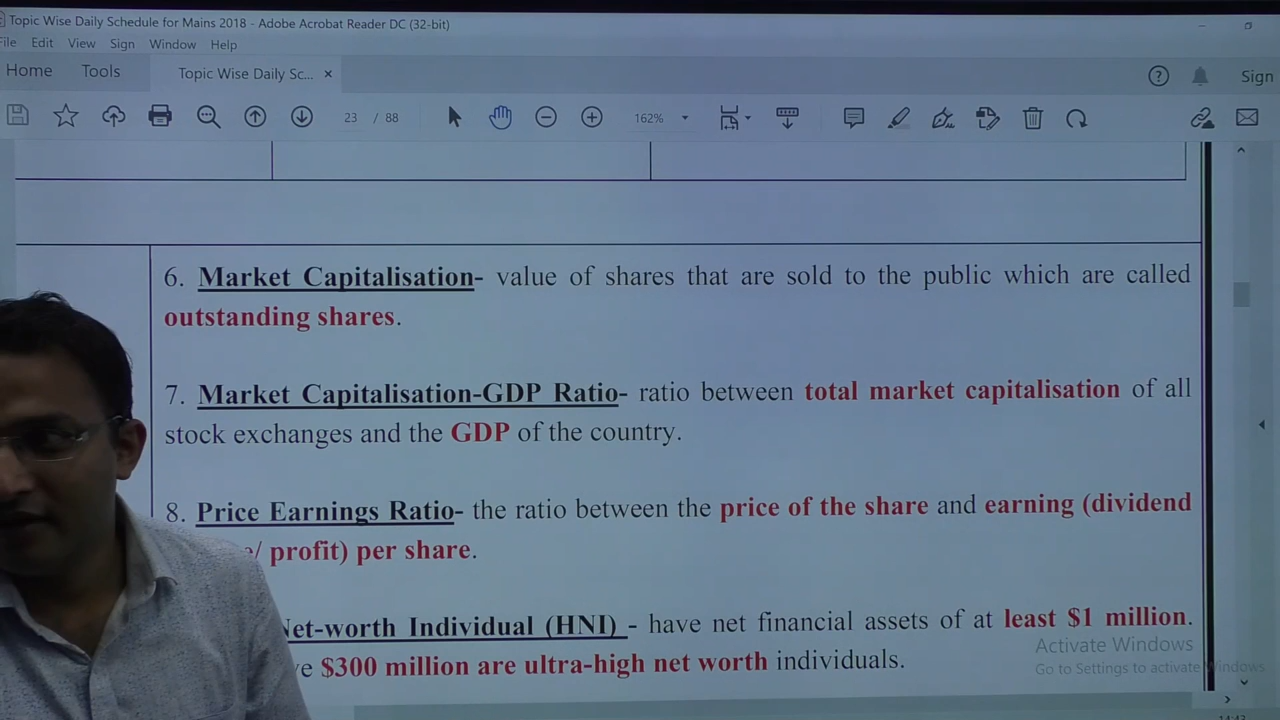 Topic Wise Daily Schedule for Mains 2018 - Adobe Acrobat Reader DC (32-bit)
File Edit View Sign Window Help
Home Tools Topic Wise Daily Sc... × Sign
23 / 88 162%
6. Market Capitalisation- value of shares that are sold to the public which are called
outstanding shares.
7. Market Capitalisation-GDP Ratio- ratio between total market capitalisation of all
stock exchanges and the GDP of the country.
8. Price Earnings Ratio- the ratio between the price of the share and earning (dividend
/ profit) per share.
Net-worth Individual (HNI) - have net financial assets of at least $1 million.
$300 million are ultra-high net worth individuals.
Activate Windows
Go to Settings to activate Windows.